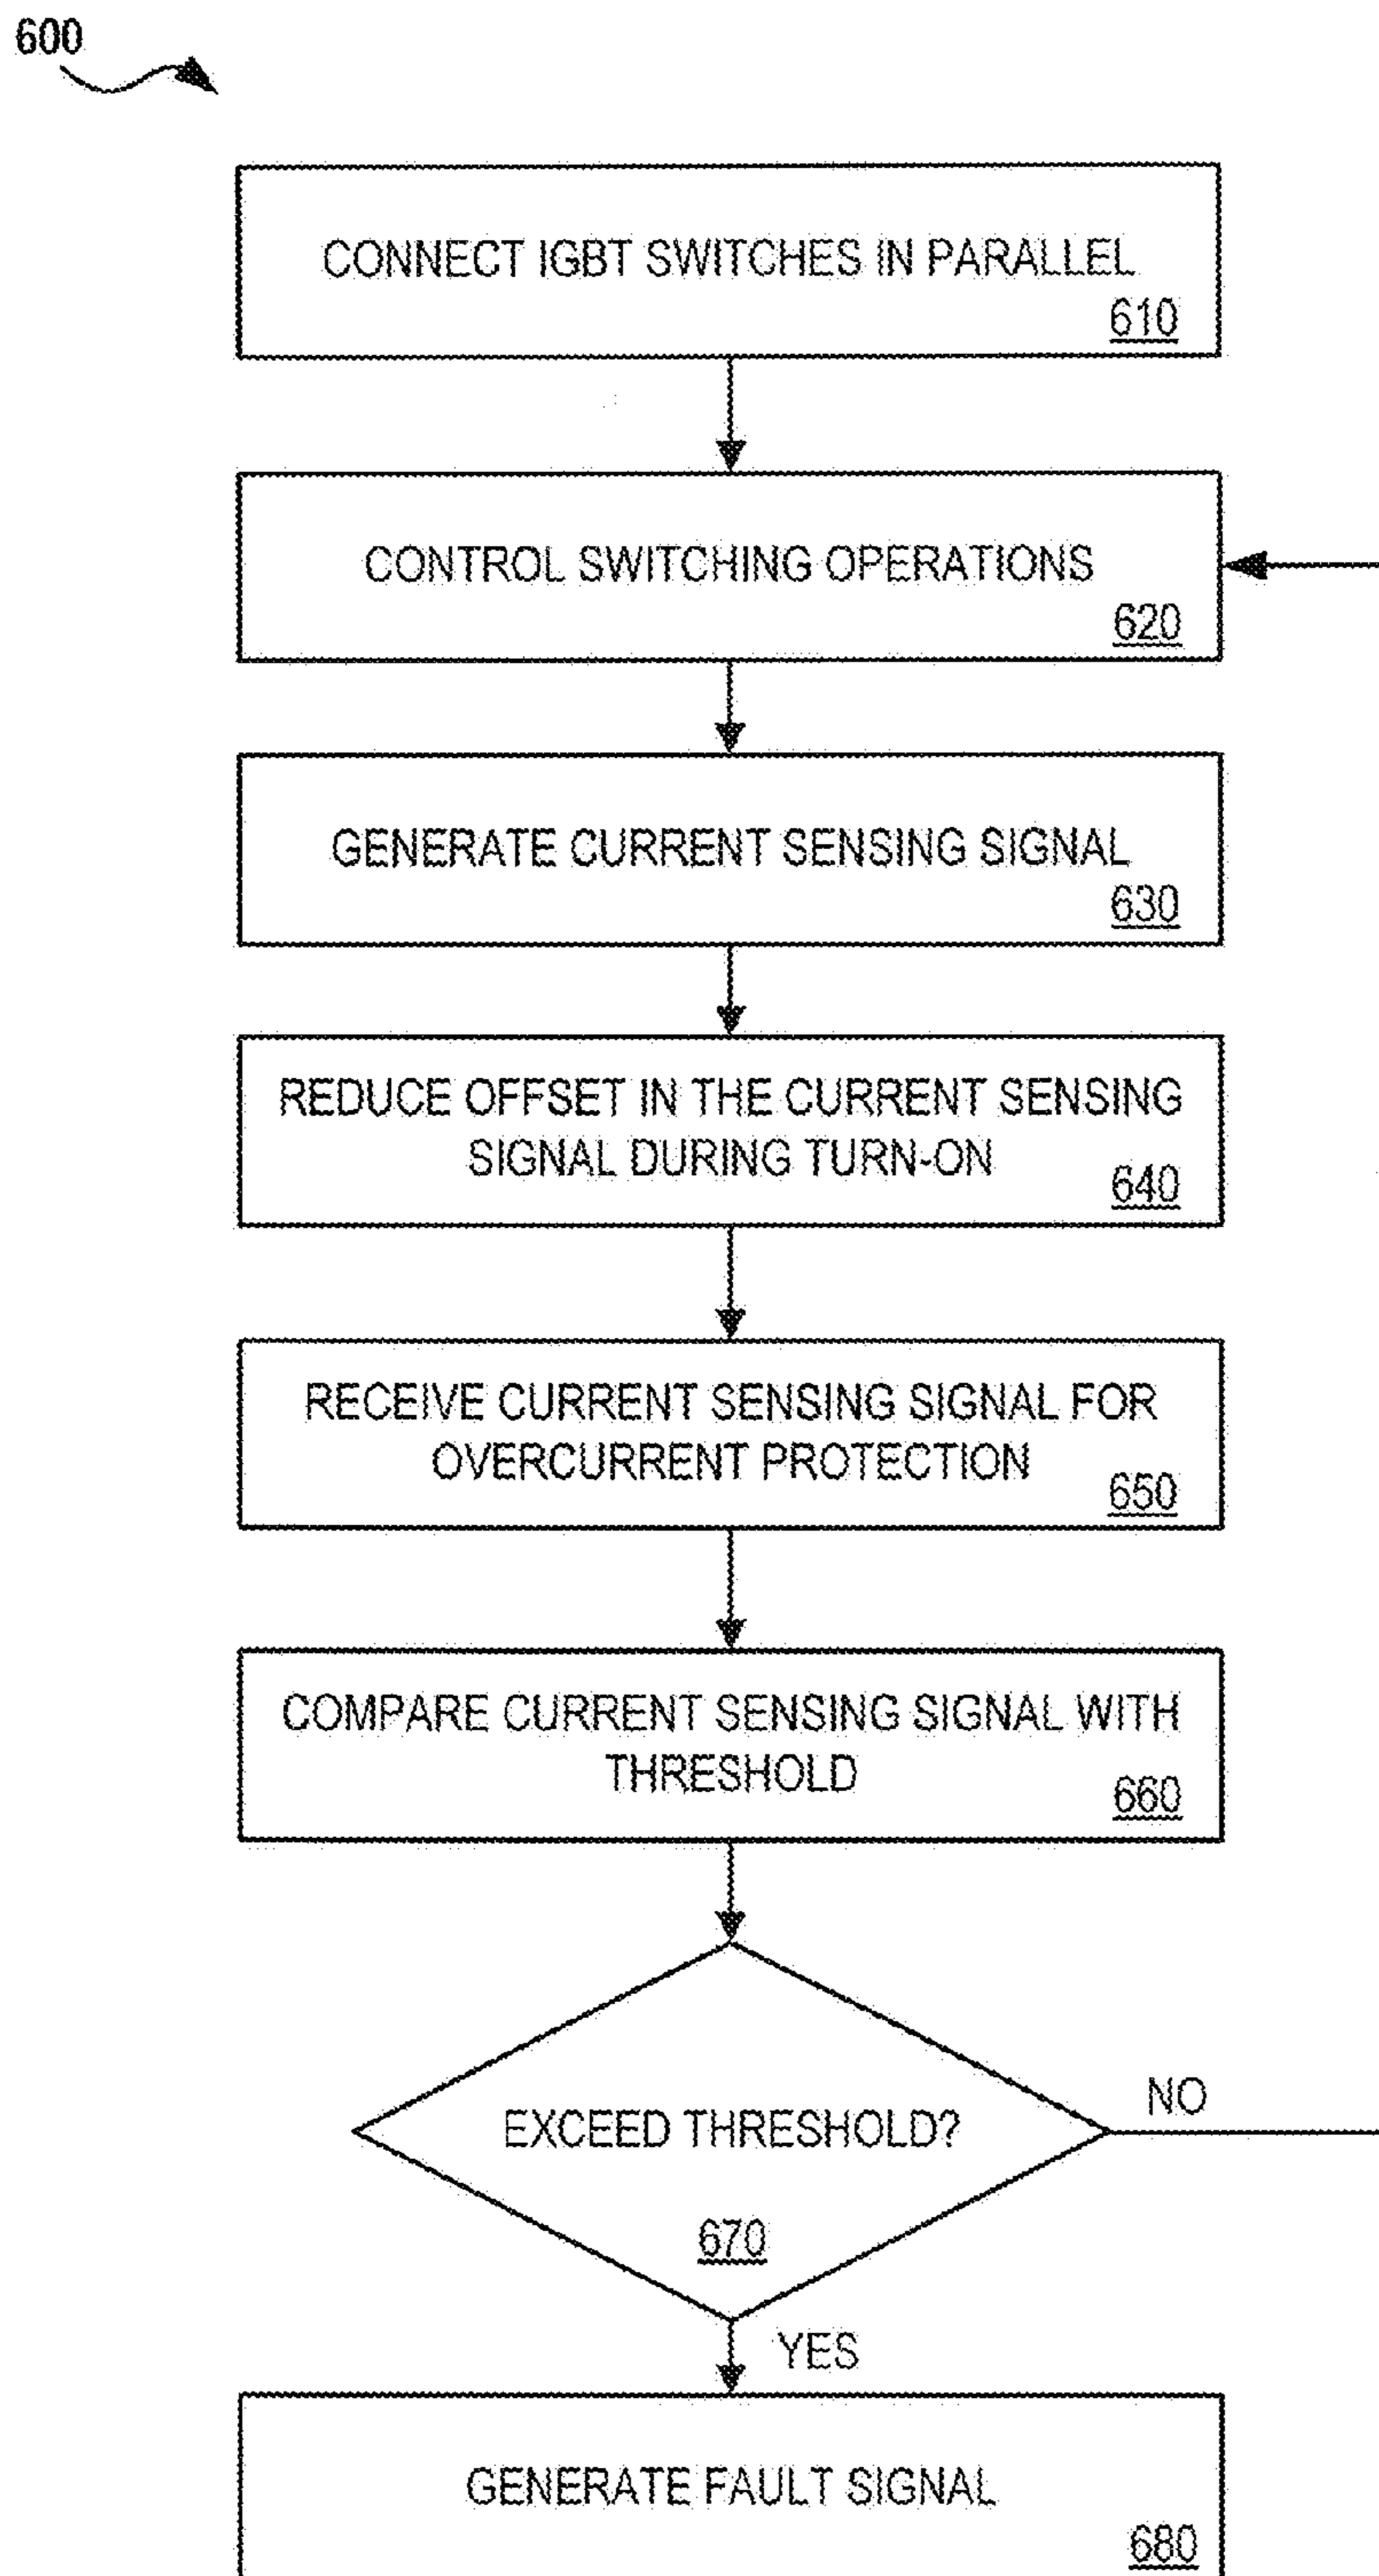 600
CONNECT IGBT SWITCHES IN PARALLEL
610
CONTROL SWITCHING OPERATIONS
620
GENERATE CURRENT SENSING SIGNAL
630
REDUCE OFFSET IN THE CURRENT SENSING
SIGNAL DURING TURN-ON
640
RECEIVE CURRENT SENSING SIGNAL FOR
OVERCURRENT PROTECTION
650
COMPARE CURRENT SENSING SIGNAL WITH
THRESHOLD
660
NO
EXCEED THRESHOLD?
670
YES
GENERATE FAULT SIGNAL
680